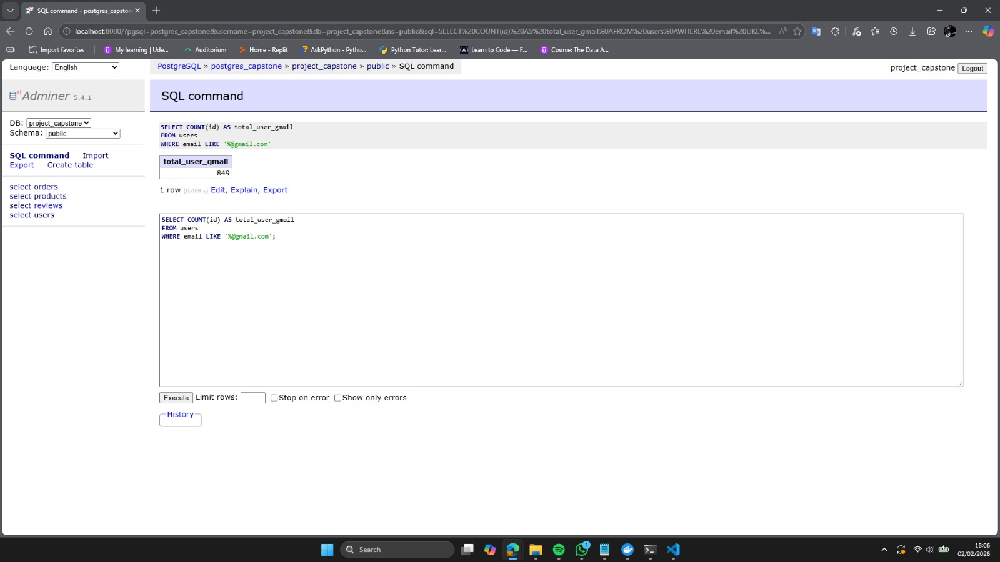 SQL command - postgres_capston
localhost:8080/?pgsql=postgres_capstone&username=project_capstone&db=project_capstone&ns=public&sql=SELECT%20COUNT(id)%20AS%20total_user_gmail%0AFROM%20users%0AWHERE%20email%20LIKE%...
Import favorites
My learning | Ude...
Auditorium
Home - Replit
AskPython - Pytho...
Python Tutor: Lear...
Learn to Code — F...
Course: The Data A...
Language: English
PostgreSQL » postgres_capstone » project_capstone » public » SQL command
project_capstone Logout
Adminer 5.4.1
SQL command
DB: project_capstone
Schema: public
SQL command Import
Export Create table
select orders
select products
select reviews
select users
SELECT COUNT(id) AS total_user_gmail
FROM users
WHERE email LIKE '%@gmail.com'
total_user_gmail
849
1 row (0.008 s) Edit, Explain, Export
SELECT COUNT(id) AS total_user_gmail
FROM users
WHERE email LIKE '%@gmail.com';
Execute Limit rows: Stop on error Show only errors
History
Search
1
18:06
02/02/2026